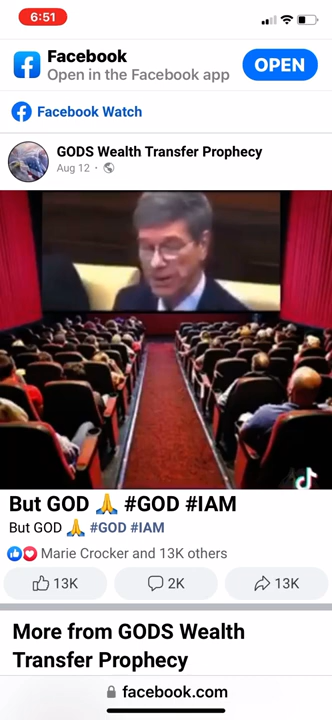 6:51
Facebook
Open in the Facebook app
OPEN
Facebook Watch
GODS Wealth Transfer Prophecy
Aug 12 ·
But GOD 🙏 #GOD #IAM
But GOD 🙏 #GOD #IAM
Marie Crocker and 13K others
13K
2K
13K
More from GODS Wealth
Transfer Prophecy
facebook.com